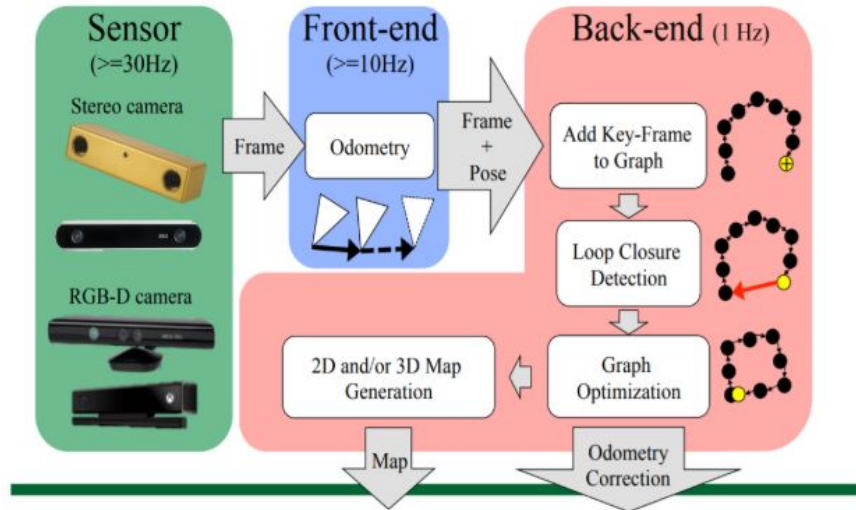 Sensor
(>=30Hz)
Stereo camera
RGB-D camera
Frame
Front-end
(>=10Hz)
Odometry
Frame
+
Pose
Back-end (1 Hz)
Add Key-Frame
to Graph
Loop Closure
Detection
Graph
Optimization
2D and/or 3D Map
Generation
Map
Odometry
Correction